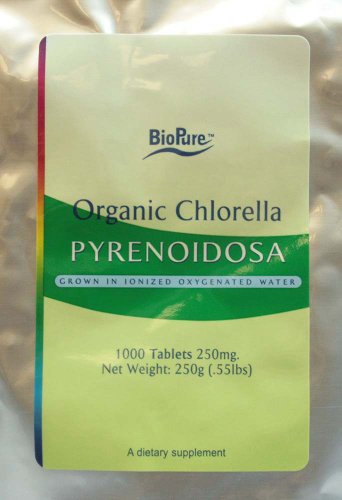 BioPure™
Organic Chlorella
PYRENOIDOSA
GROWN IN IONIZED OXYGENATED WATER
1000 Tablets 250mg.
Net Weight: 250g (.55lbs)
A dietary supplement